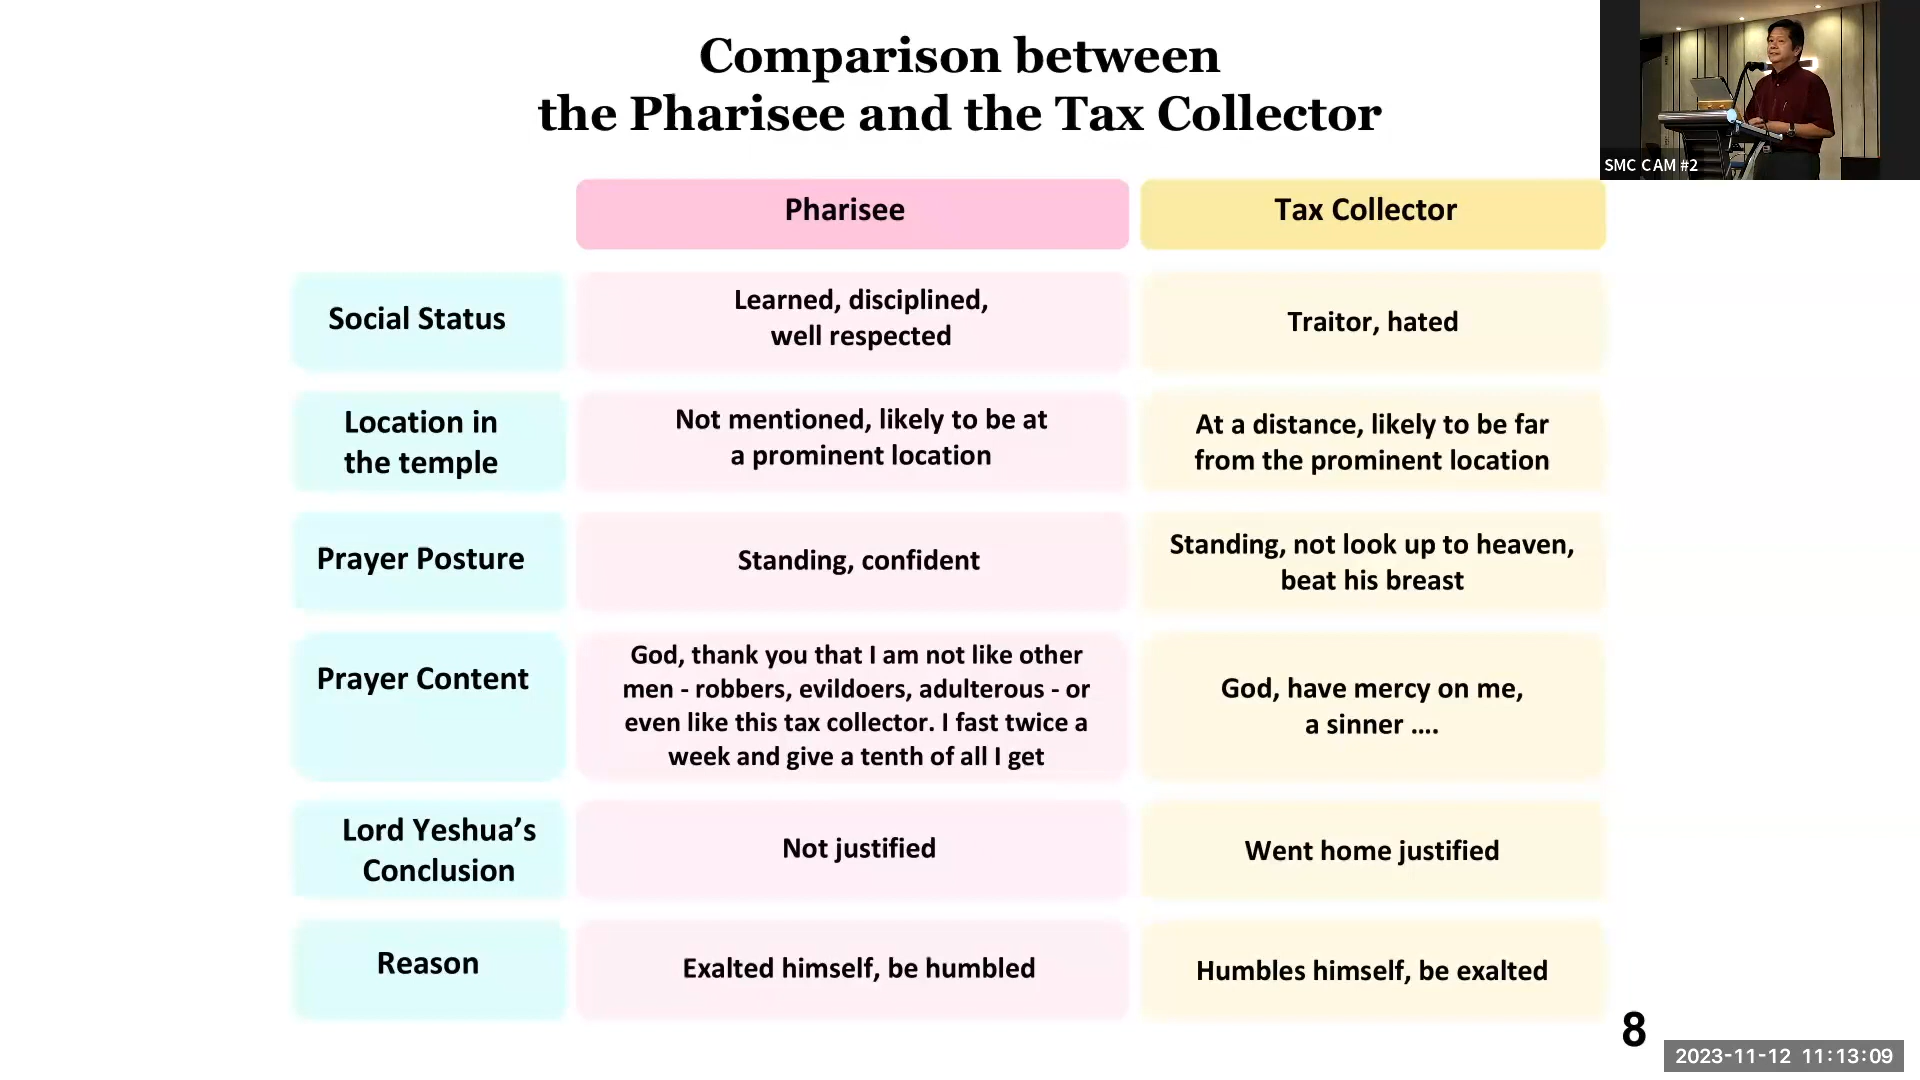 Comparison between
the Pharisee and the Tax Collector
SMC CAM #2
Pharisee
Tax Collector
Social Status
Learned, disciplined,
well respected
Traitor, hated
Location in
the temple
Not mentioned, likely to be at
a prominent location
At a distance, likely to be far
from the prominent location
Prayer Posture
Standing, confident
Standing, not look up to heaven,
beat his breast
Prayer Content
God, thank you that I am not like other
men - robbers, evildoers, adulterous - or
even like this tax collector. I fast twice a
week and give a tenth of all I get
God, have mercy on me,
a sinner ....
Lord Yeshua’s
Conclusion
Not justified
Went home justified
Reason
Exalted himself, be humbled
Humbles himself, be exalted
8
2023-11-12 11:13:09